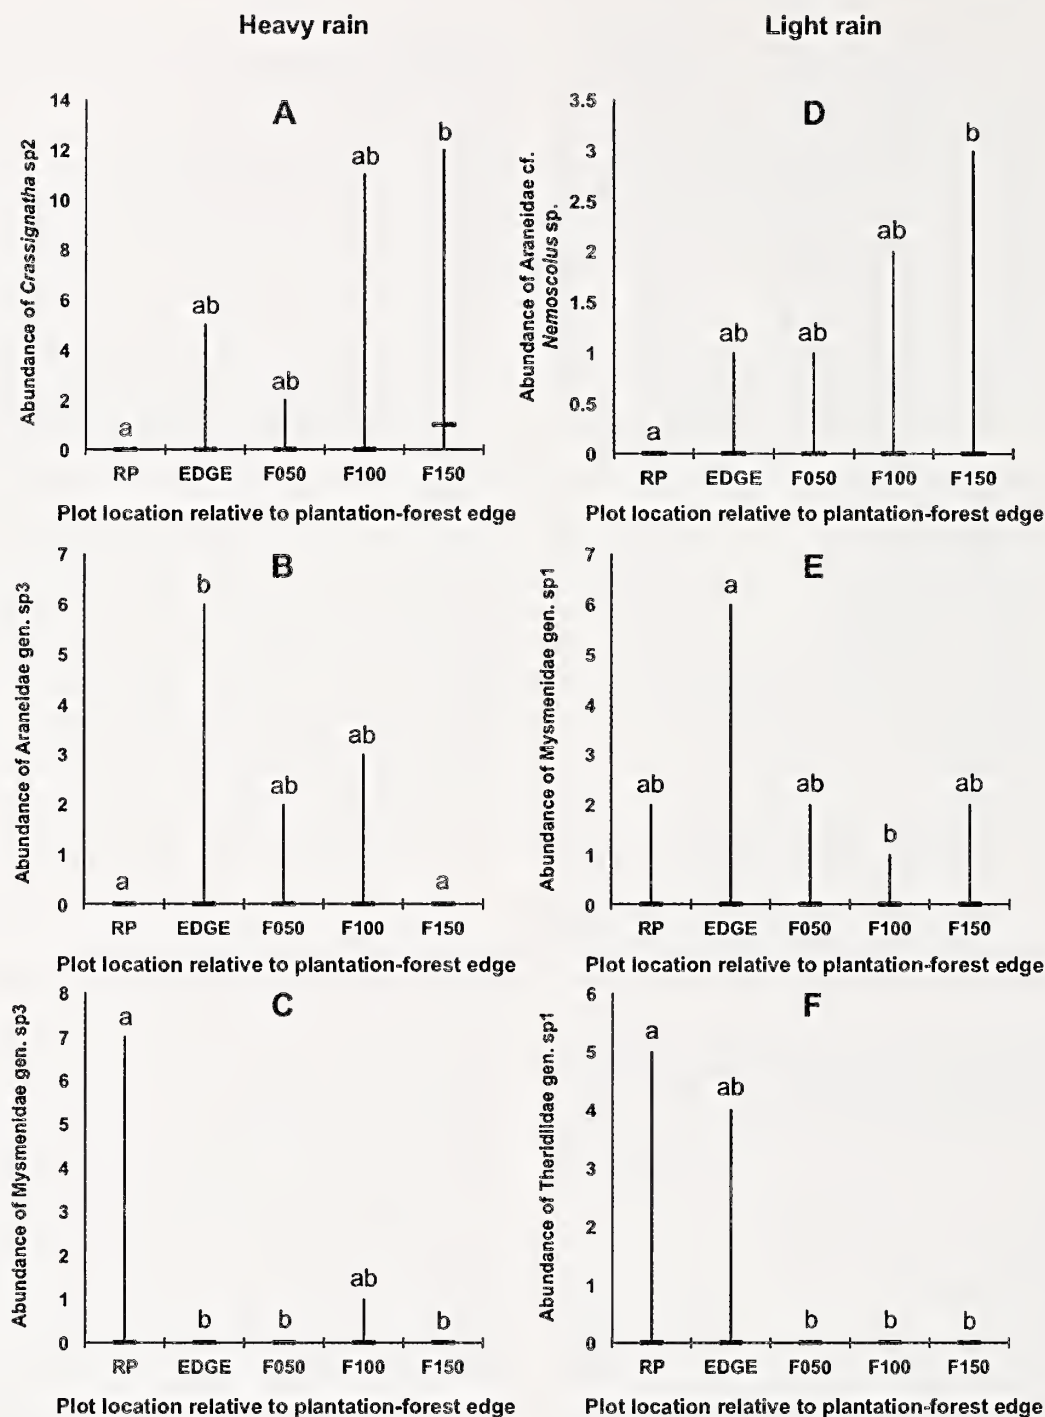 Heavy rain
Light rain
A
Abundance of Crassignatha sp2
14
12
10
8
6
4
2
0
a
ab
ab
ab
b
RP EDGE F050 F100 F150
Plot location relative to plantation-forest edge
D
Abundance of Araneidae cf.
Nemoscolus sp.
3.5
3
2.5
2
1.5
1
0.5
0
a
ab
ab
ab
b
RP EDGE F050 F100 F150
Plot location relative to plantation-forest edge
B
Abundance of Araneidae gen. sp3
7
6
5
4
3
2
1
0
a
b
ab
ab
a
RP EDGE F050 F100 F150
Plot location relative to plantation-forest edge
E
Abundance of Mysmenidae gen. sp1
7
6
5
4
3
2
1
0
ab
a
ab
b
ab
RP EDGE F050 F100 F150
Plot location relative to plantation-forest edge
C
Abundance of Mysmenidae gen. sp3
8
7
6
5
4
3
2
1
0
a
b
b
ab
b
RP EDGE F050 F100 F150
Plot location relative to plantation-forest edge
F
Abundance of Theridiidae gen. sp1
6
5
4
3
2
1
0
a
ab
b
b
b
RP EDGE F050 F100 F150
Plot location relative to plantation-forest edge